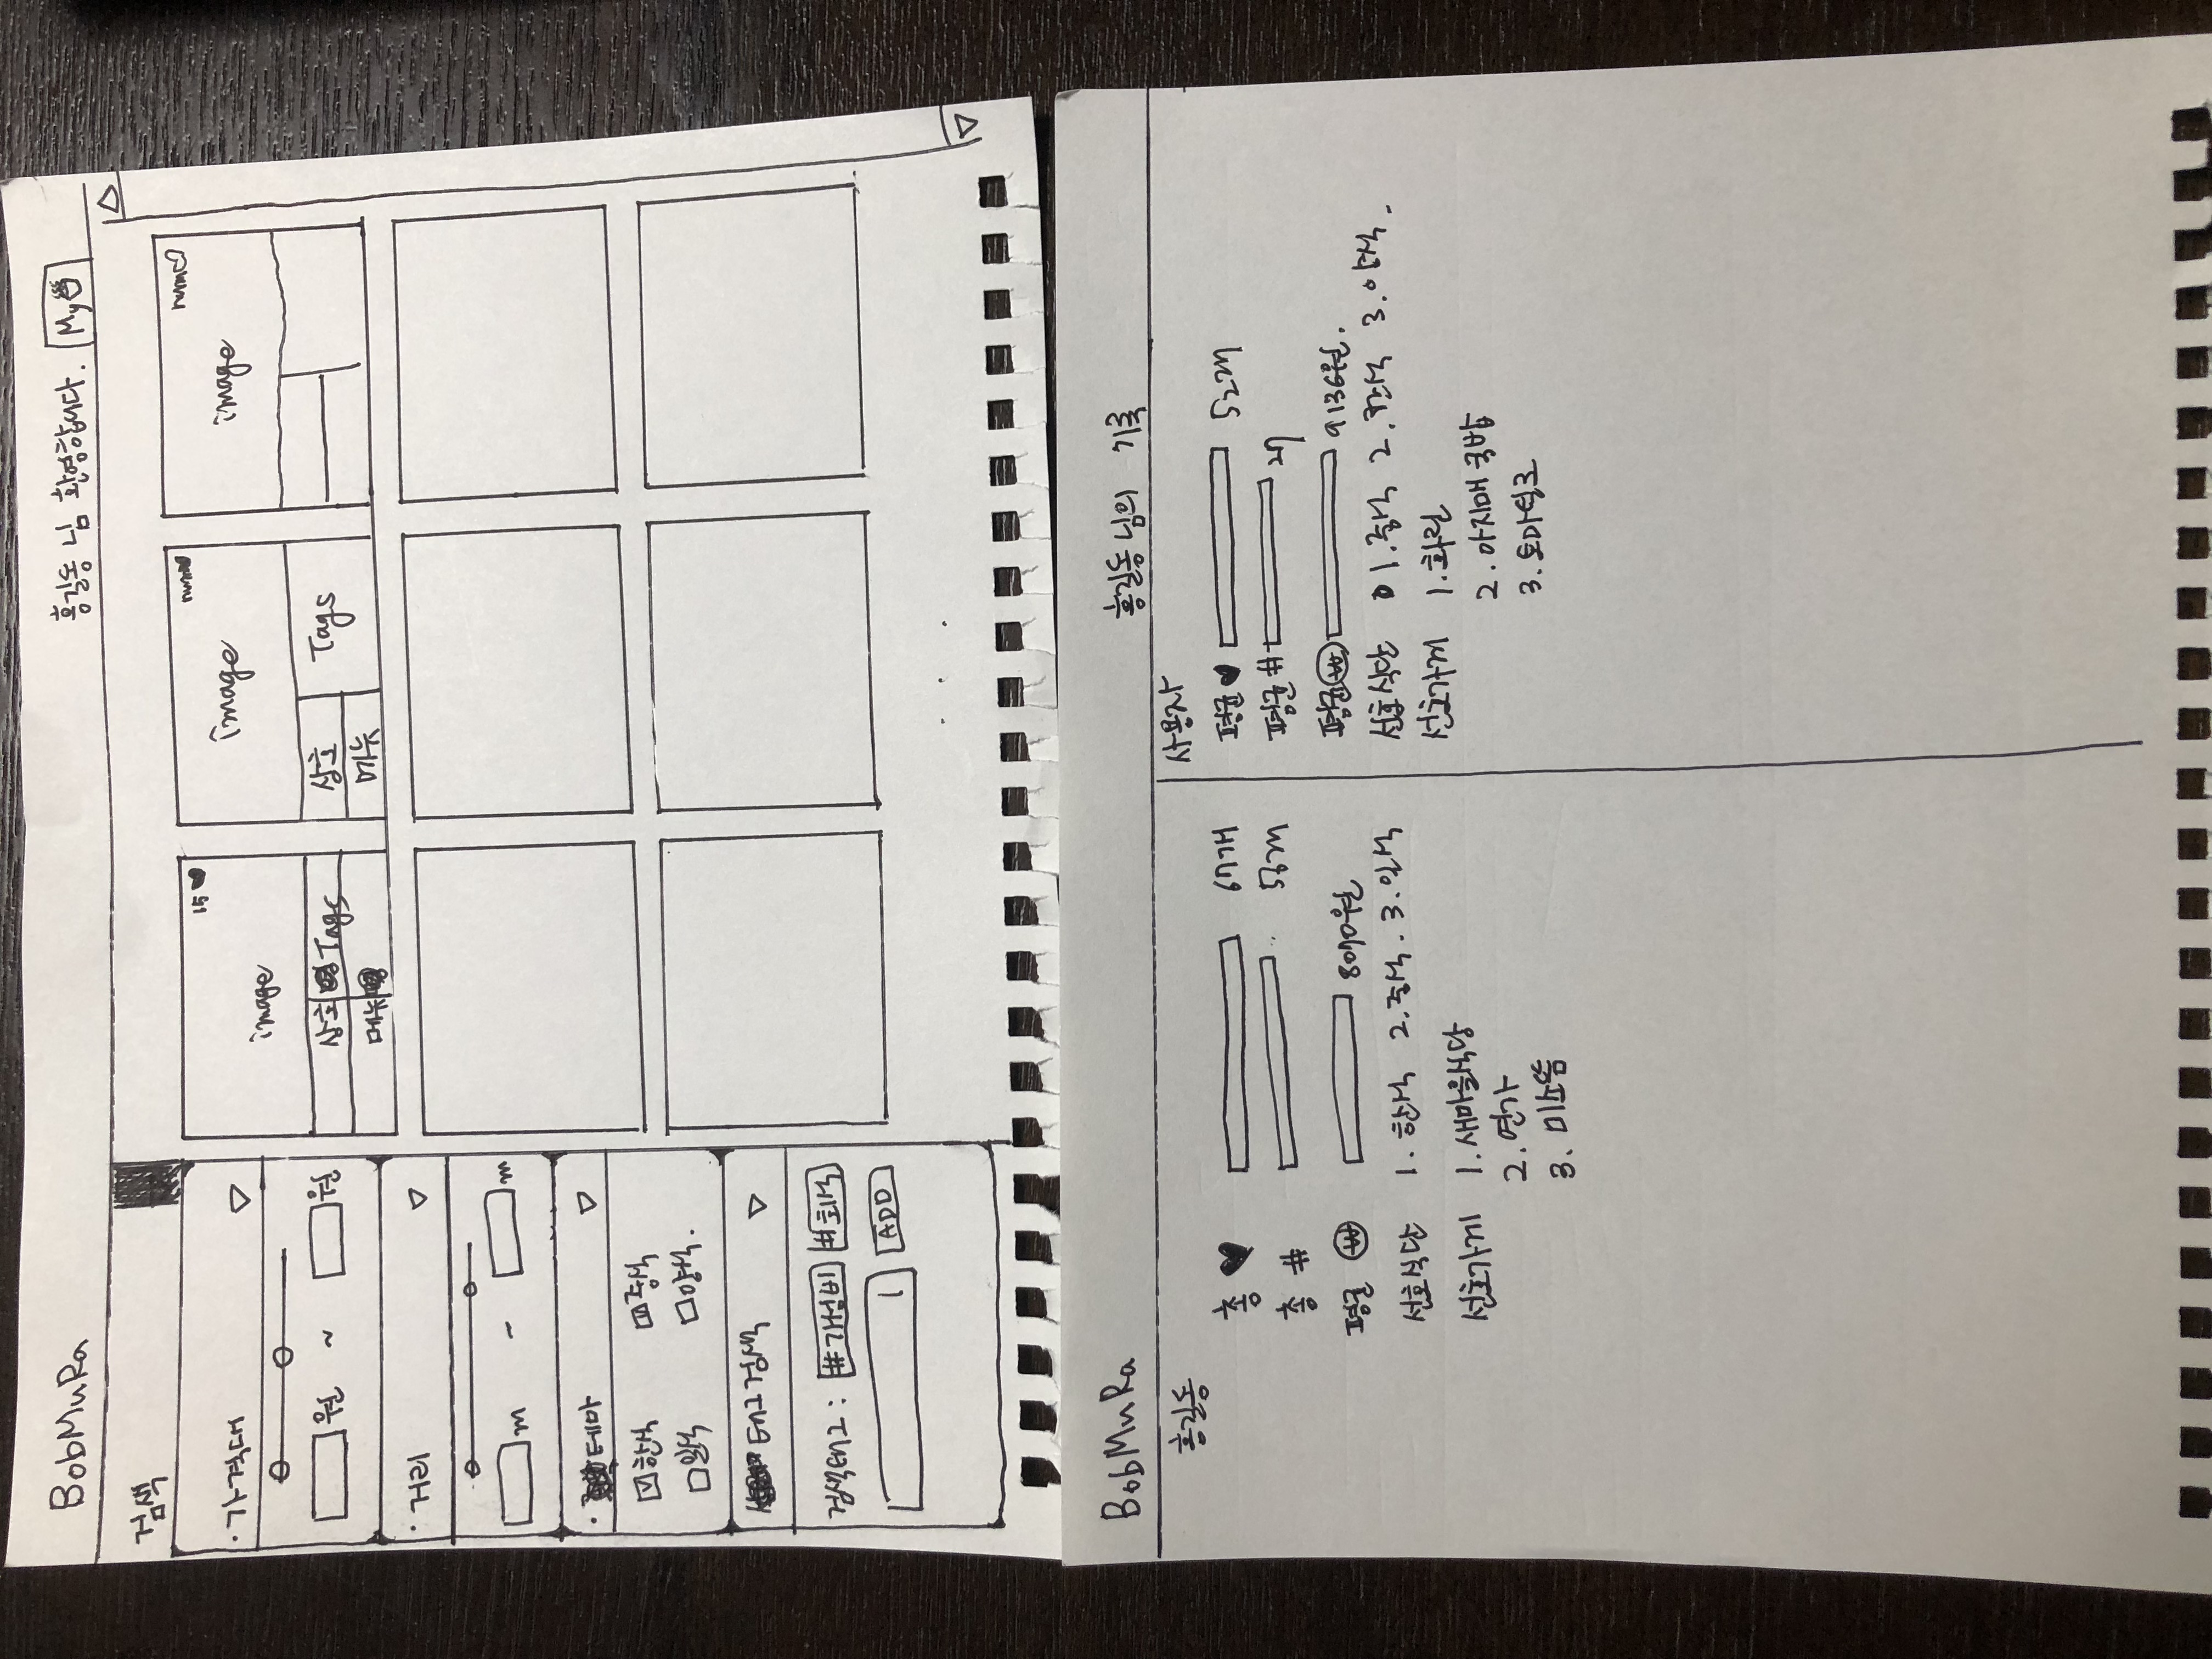 BobMuRa
홍길동 님 환영합니다. My
검색
· 가격대
원 ~ 원
· 거리
m ~ m
· 테마
한식 중식
일식 양식.
태그검색
검색태그 : #가성비 #회식
ADD
15 ♥
image
상호 Tags
메뉴
num♥
image
상호 Tags
메뉴
num♡
image
. . .
BobMuRa
홍길동 님의 기록
홍길동
총 ♥ 67개
총 # 56개
평균 ₩ 8070원
선호식단 1. 한식 2. 중식. 3. 일식
선호가게 1. 새마을식당
2. 연가
3. 미소뜸
사용자
평균 ♥ 52개
평균 # 27
평균 ₩ 9136원.
선호식단 1. 중식 2. 한식 3. 양식.
선호가게 1. 화린
2. 아지매 국밥
3. 토마틸로